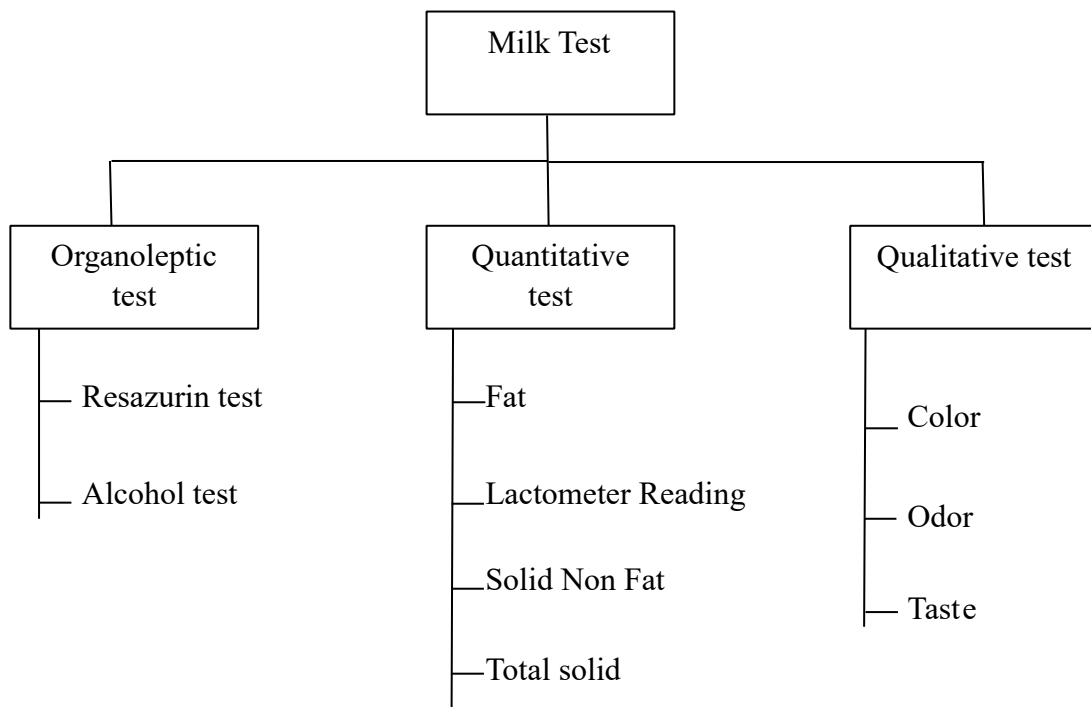 Milk Test
Organoleptic
test
Resazurin test
Alcohol test
Quantitative
test
Fat
Lactometer Reading
Solid Non Fat
Total solid
Qualitative test
Color
Odor
Taste